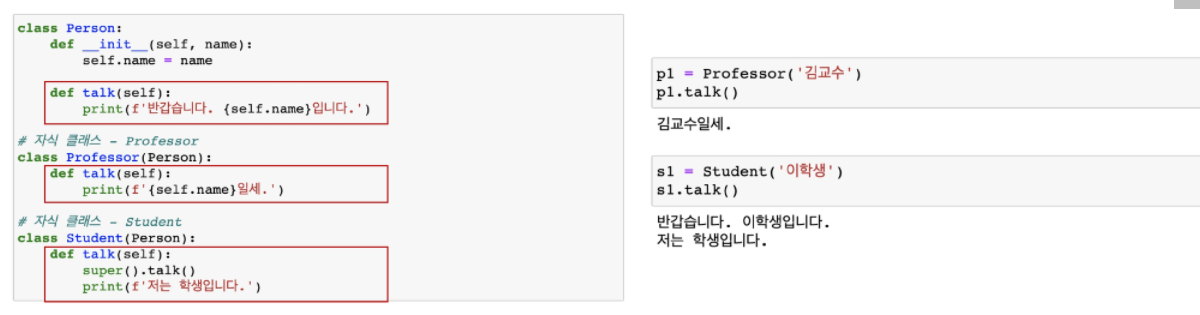 class Person:
    def __init__(self, name):
        self.name = name
    def talk(self):
        print(f'반갑습니다. {self.name}입니다.')
# 자식 클래스 - Professor
class Professor(Person):
    def talk(self):
        print(f'{self.name}일세.')
# 자식 클래스 - Student
class Student(Person):
    def talk(self):
        super().talk()
        print(f'저는 학생입니다.')
p1 = Professor('김교수')
p1.talk()
김교수일세.
s1 = Student('이학생')
s1.talk()
반갑습니다. 이학생입니다.
저는 학생입니다.